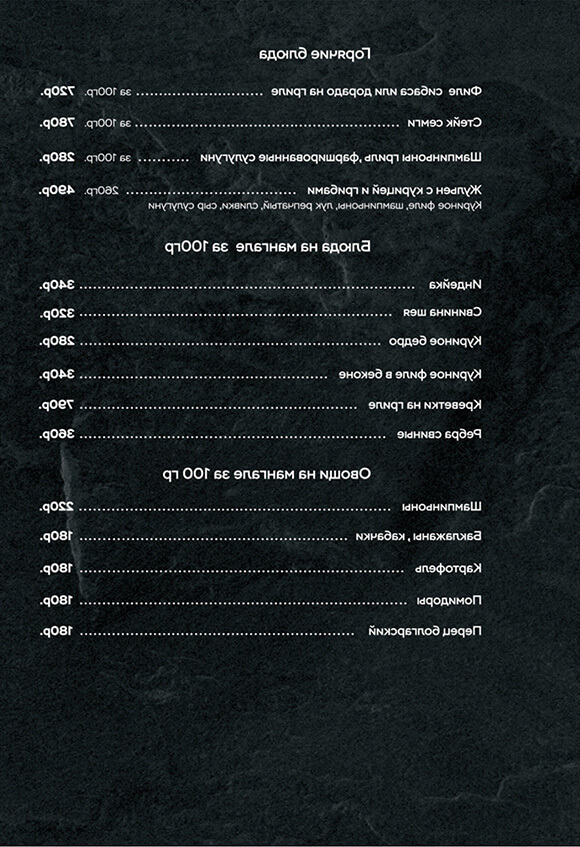 Горячие блюда
Филе сибаса или дорадо на гриле ........................ за 100гр. 720р.
Стейк семги ................................................ за 100гр. 780р.
Шампиньоны гриль ,фаршированные сулугуни .......... за 100гр. 280р.
Жульен с курицей и грибами ................................ 260гр. 490р.
Куриное филе, шампиньоны, лук репчатый, сливки, сыр сулугуни
Блюда на мангале за 100гр
Индейка ................................................................ 340р.
Свинина шея ............................................................ 320р.
Куриное бедро .......................................................... 280р.
Куриное филе в беконе ................................................ 340р.
Креветки на гриле ...................................................... 790р.
Ребра свиные .......................................................... 360р.
Овощи на мангале за 100 гр
Шампиньоны ............................................................ 220р.
Баклажаны, кабачки .................................................... 180р.
Картофель .............................................................. 180р.
Помидоры .............................................................. 180р.
Перец болгарский ...................................................... 180р.